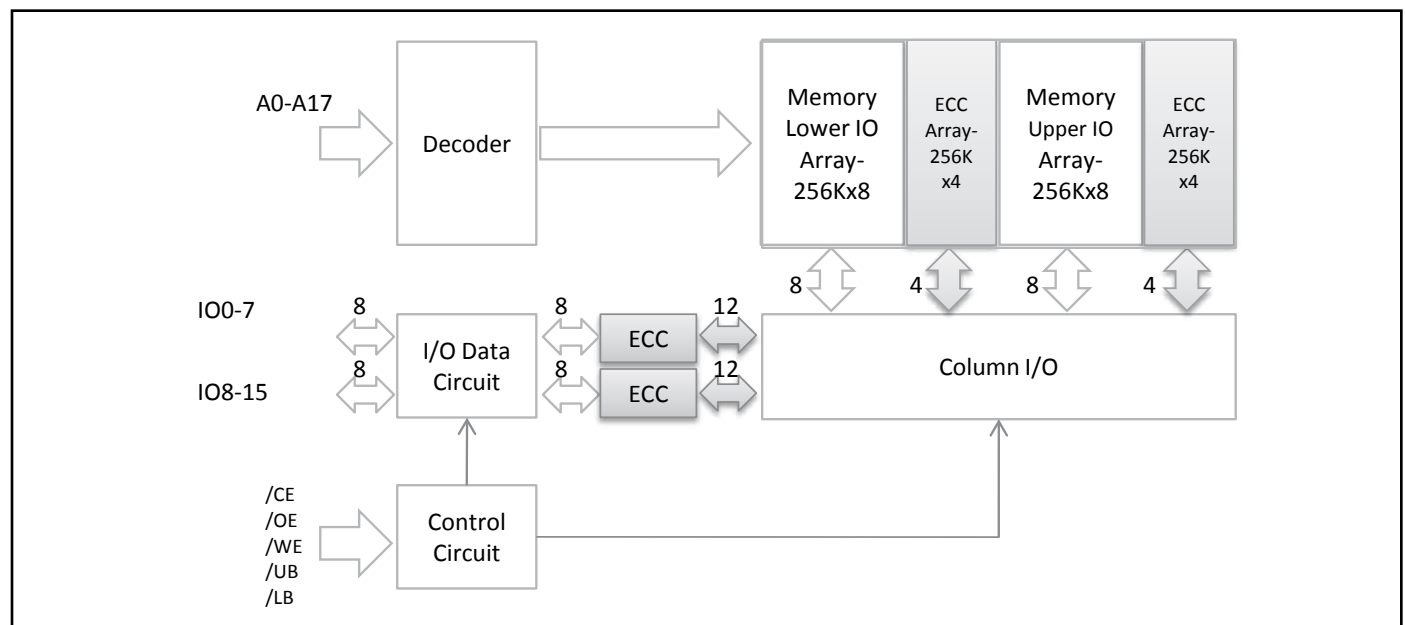 A0-A17
Decoder
Memory
Lower IO
Array-
256Kx8
ECC
Array-
256K
x4
Memory
Upper IO
Array-
256Kx8
ECC
Array-
256K
x4
8
4
8
4
IO0-7
8
8
12
I/O Data
Circuit
ECC
Column I/O
IO8-15
8
8
12
ECC
/CE
/OE
/WE
/UB
/LB
Control
Circuit